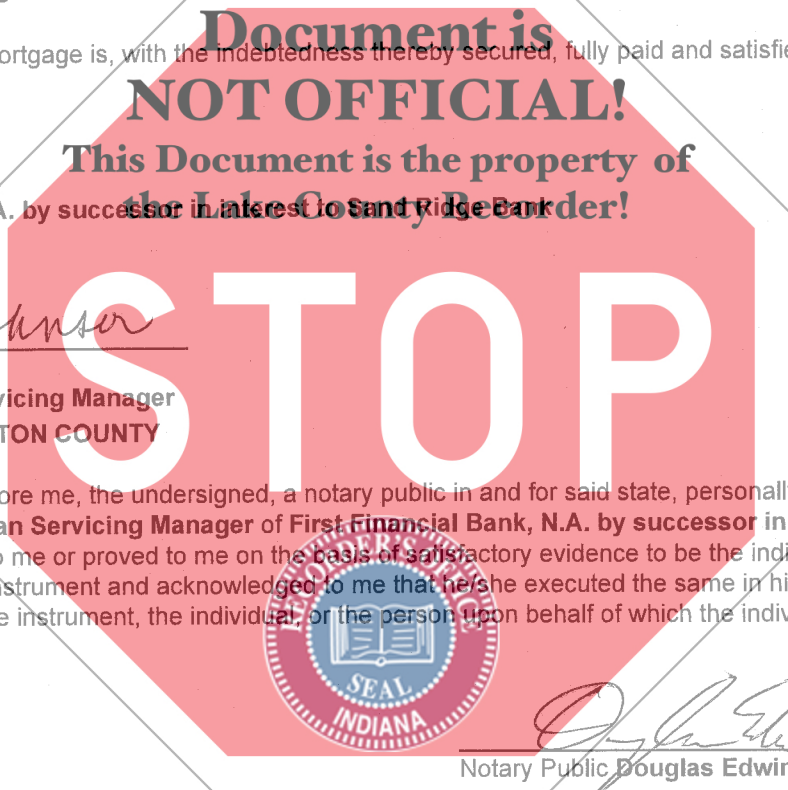 Document is
ortgage is, with the indebtedness thereby secured, fully paid and satisfie
NOT OFFICIAL!
This Document is the property of
the Lake County Recorder!
A. by successor in interest to Sand Ridge Bank
STOP
vicing Manager
TON COUNTY
ore me, the undersigned, a notary public in and for said state, personall
an Servicing Manager of First Financial Bank, N.A. by successor in
o me or proved to me on the basis of satisfactory evidence to be the indi
strument and acknowledged to me that he/she executed the same in hi
e instrument, the individual, or the person upon behalf of which the indiv
RECORDER'S OFFICE
SEAL
INDIANA
Notary Public Douglas Edwin